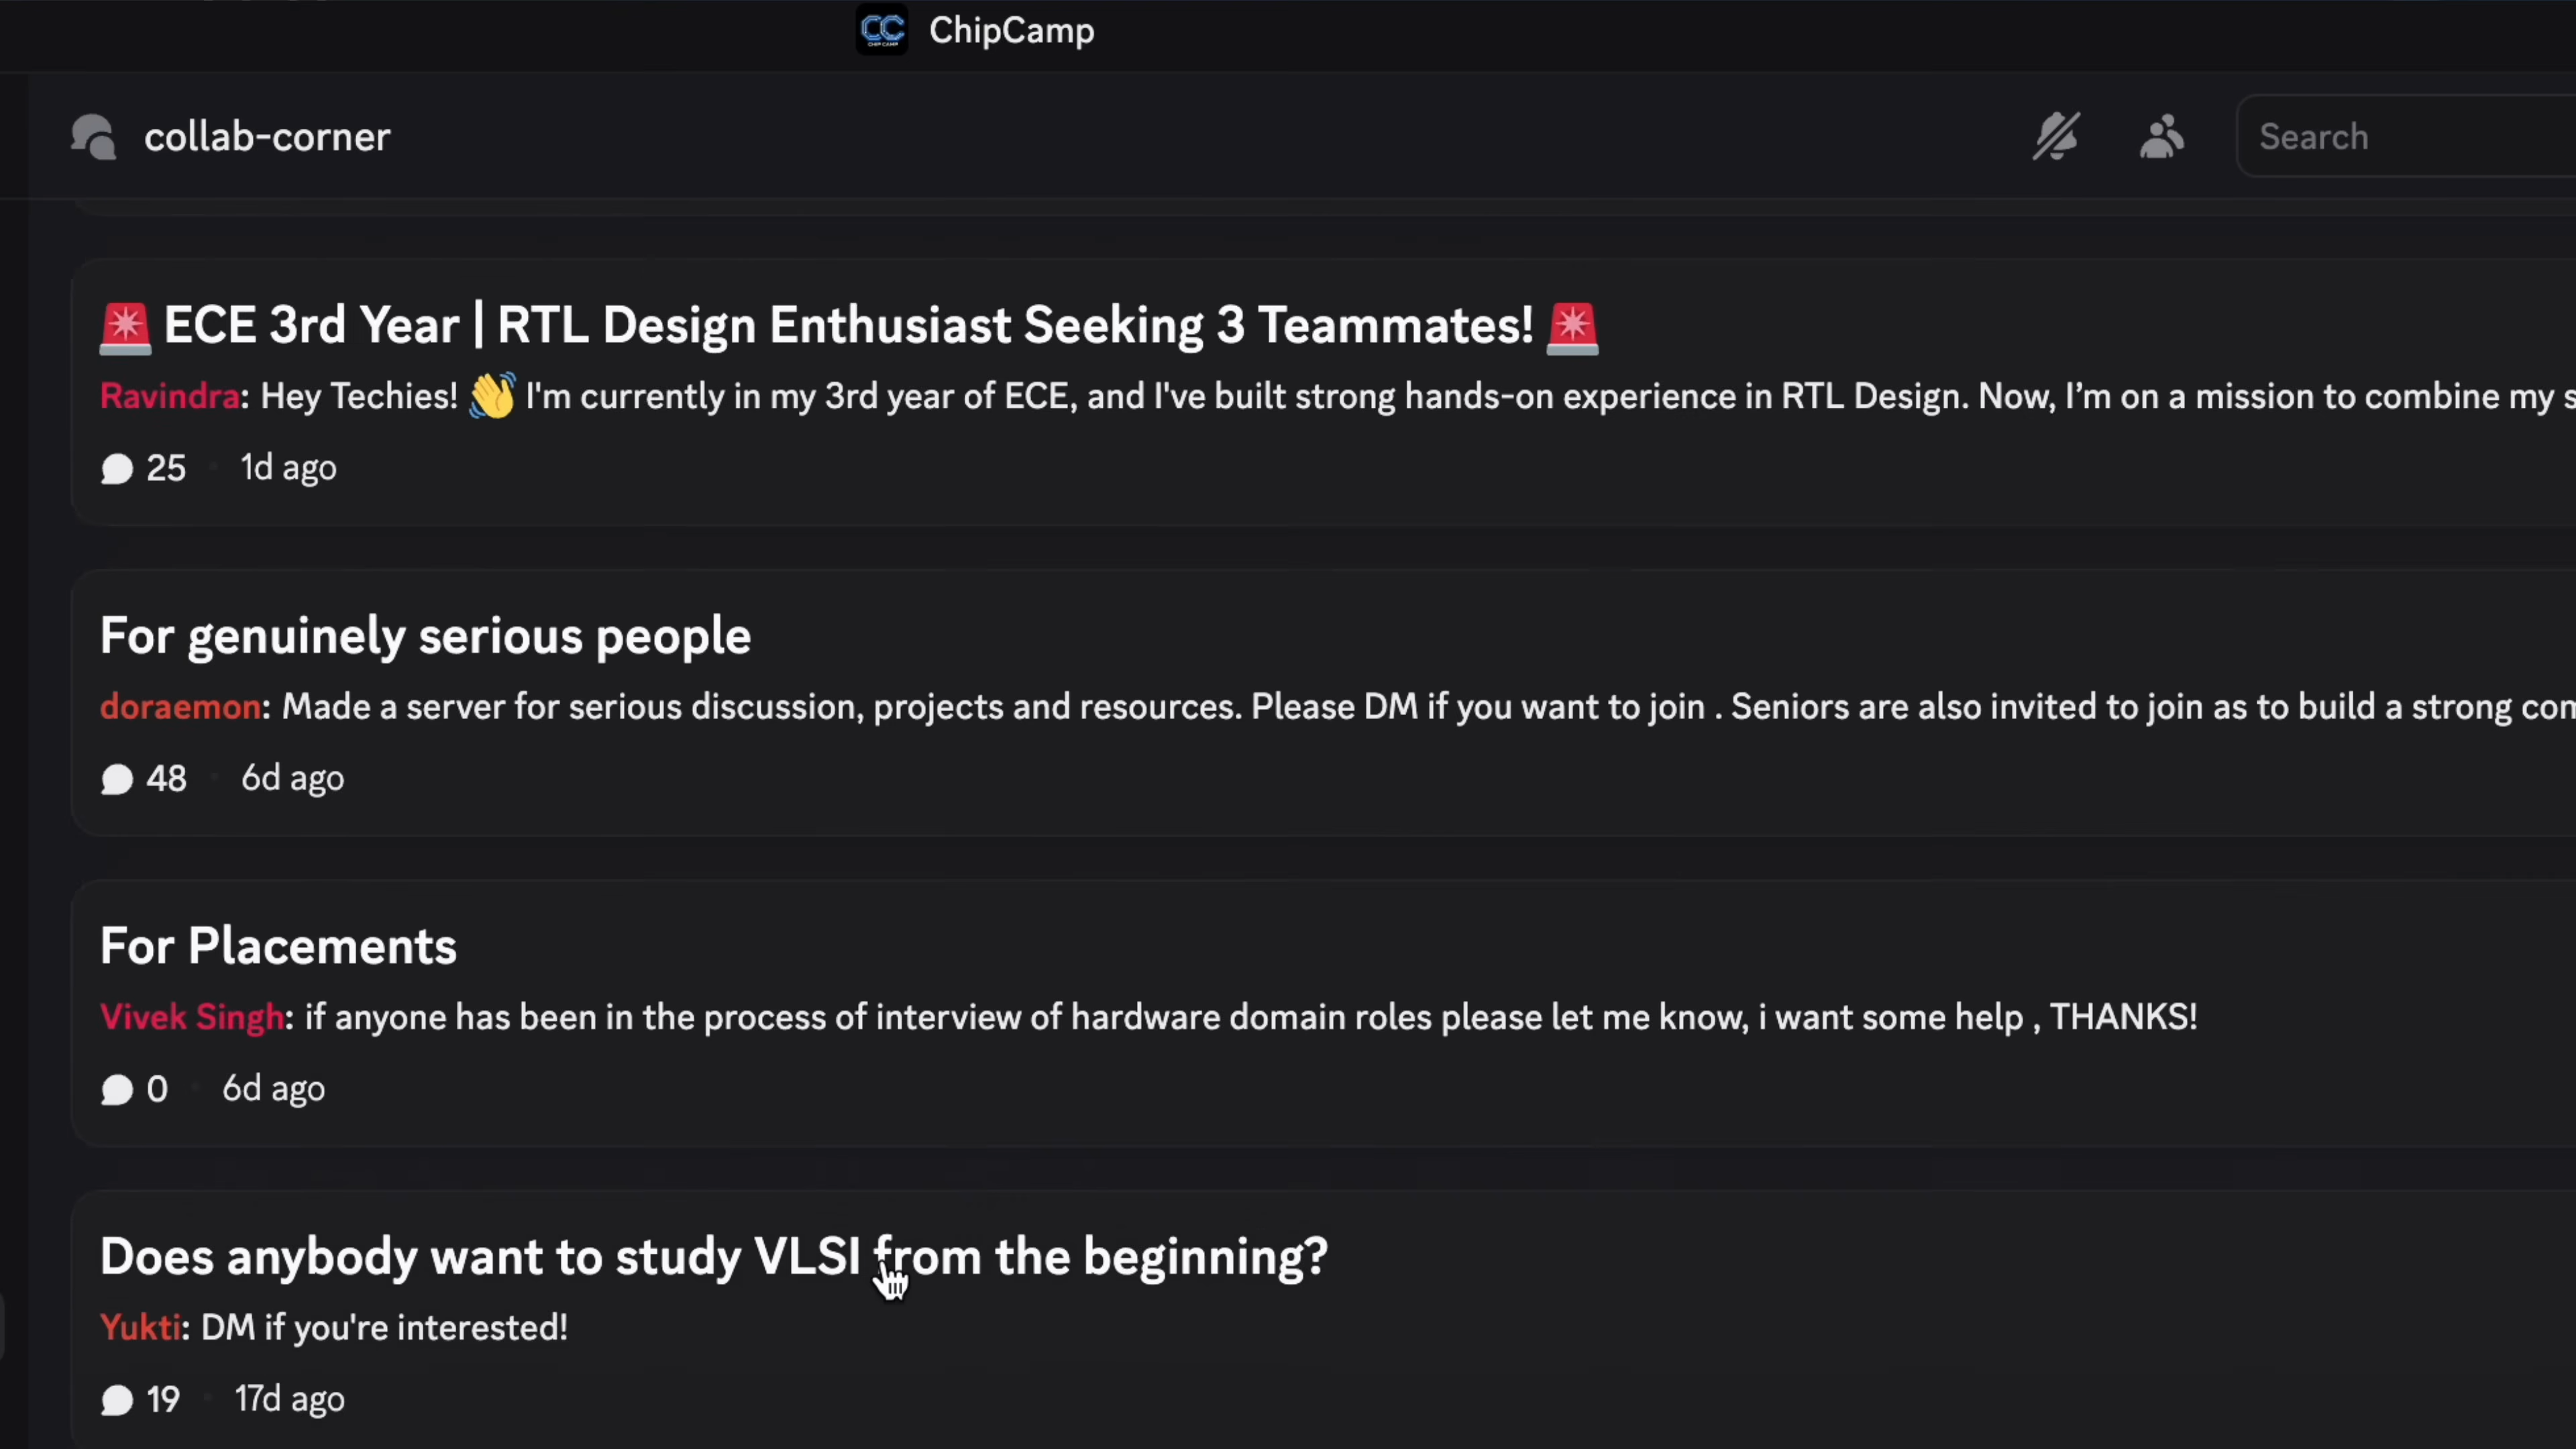 CC
CHIP CAMP
ChipCamp
collab-corner
Search
🚨 ECE 3rd Year | RTL Design Enthusiast Seeking 3 Teammates! 🚨
Ravindra: Hey Techies! 👋 I'm currently in my 3rd year of ECE, and I've built strong hands-on experience in RTL Design. Now, I’m on a mission to combine my s
25 1d ago
For genuinely serious people
doraemon: Made a server for serious discussion, projects and resources. Please DM if you want to join . Seniors are also invited to join as to build a strong com
48 6d ago
For Placements
Vivek Singh: if anyone has been in the process of interview of hardware domain roles please let me know, i want some help , THANKS!
0 6d ago
Does anybody want to study VLSI from the beginning?
Yukti: DM if you're interested!
19 17d ago